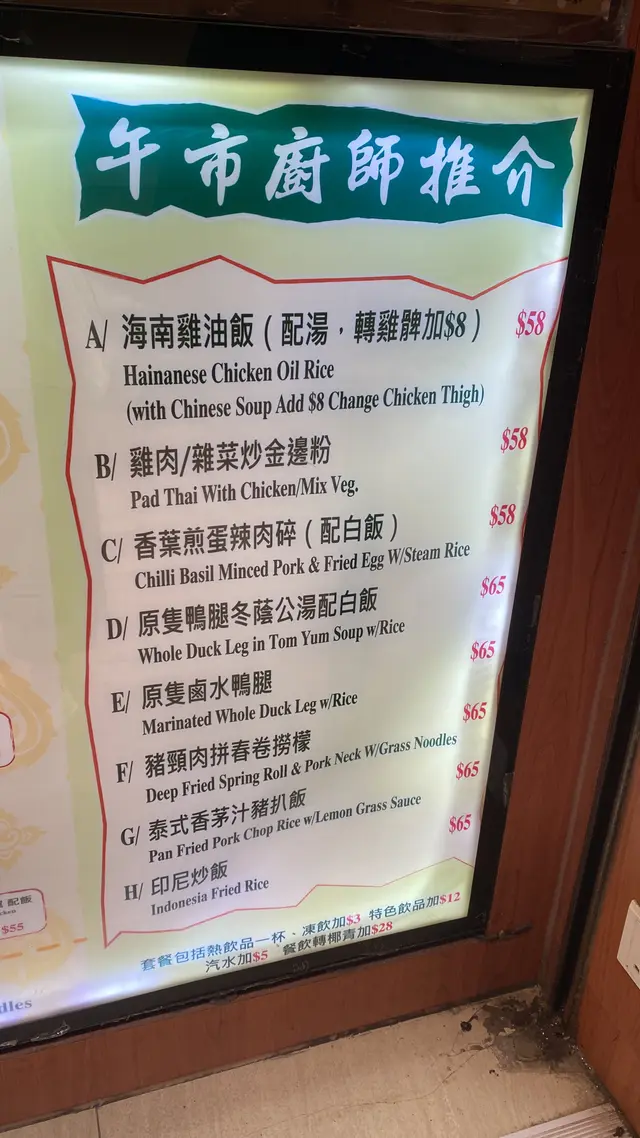 午市廚師推介
A/ 海南雞油飯（配湯，轉雞髀加$8） $58
Hainanese Chicken Oil Rice
(with Chinese Soup Add $8 Change Chicken Thigh)
B/ 雞肉/雜菜炒金邊粉 $58
Pad Thai With Chicken/Mix Veg.
C/ 香葉煎蛋辣肉碎（配白飯） $58
Chilli Basil Minced Pork & Fried Egg W/Steam Rice
D/ 原隻鴨腿冬蔭公湯配白飯 $65
Whole Duck Leg in Tom Yum Soup w/Rice
E/ 原隻鹵水鴨腿 $65
Marinated Whole Duck Leg w/Rice
F/ 豬頸肉拼春卷撈檬 $65
Deep Fried Spring Roll & Pork Neck W/Grass Noodles
G/ 泰式香茅汁豬扒飯 $65
Pan Fried Pork Chop Rice w/Lemon Grass Sauce
H/ 印尼炒飯 $65
Indonesia Fried Rice
套餐包括熱飲品一杯、凍飲加$3 特色飲品加$12
汽水加$5、餐飲轉椰青加$28
配飯
$55